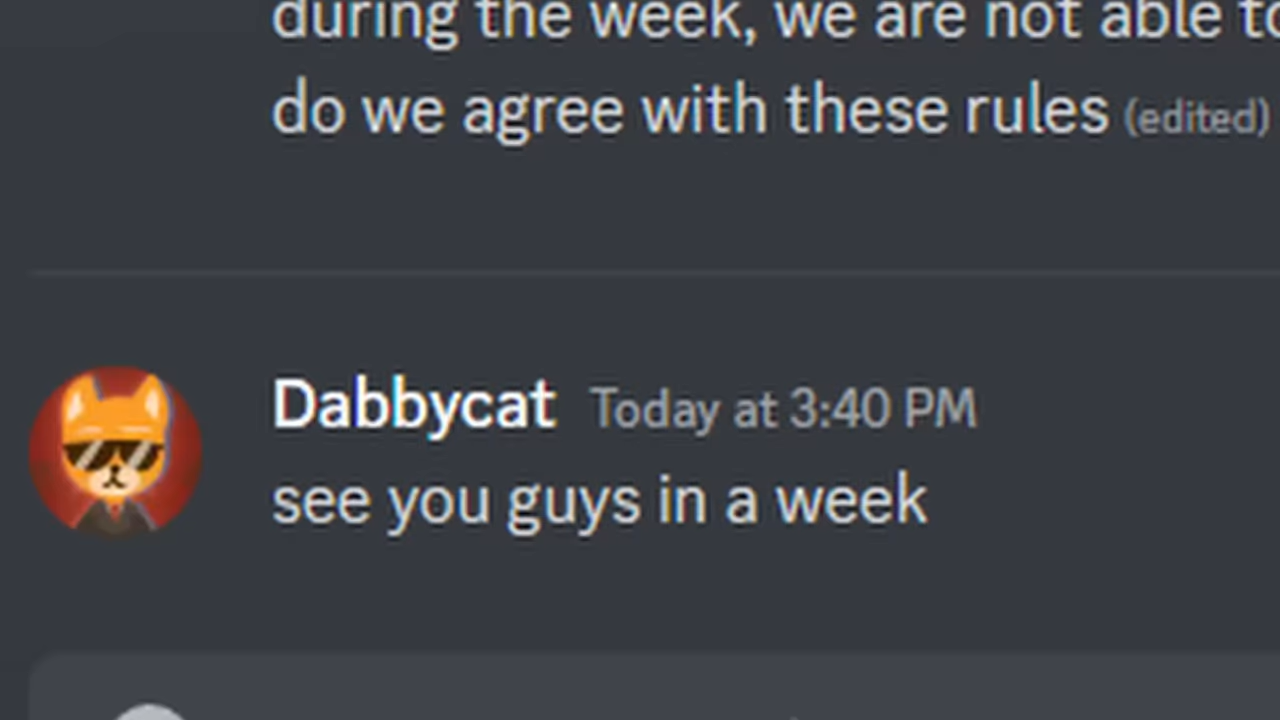 during the week, we are not able to
do we agree with these rules (edited)
Dabbycat Today at 3:40 PM
see you guys in a week